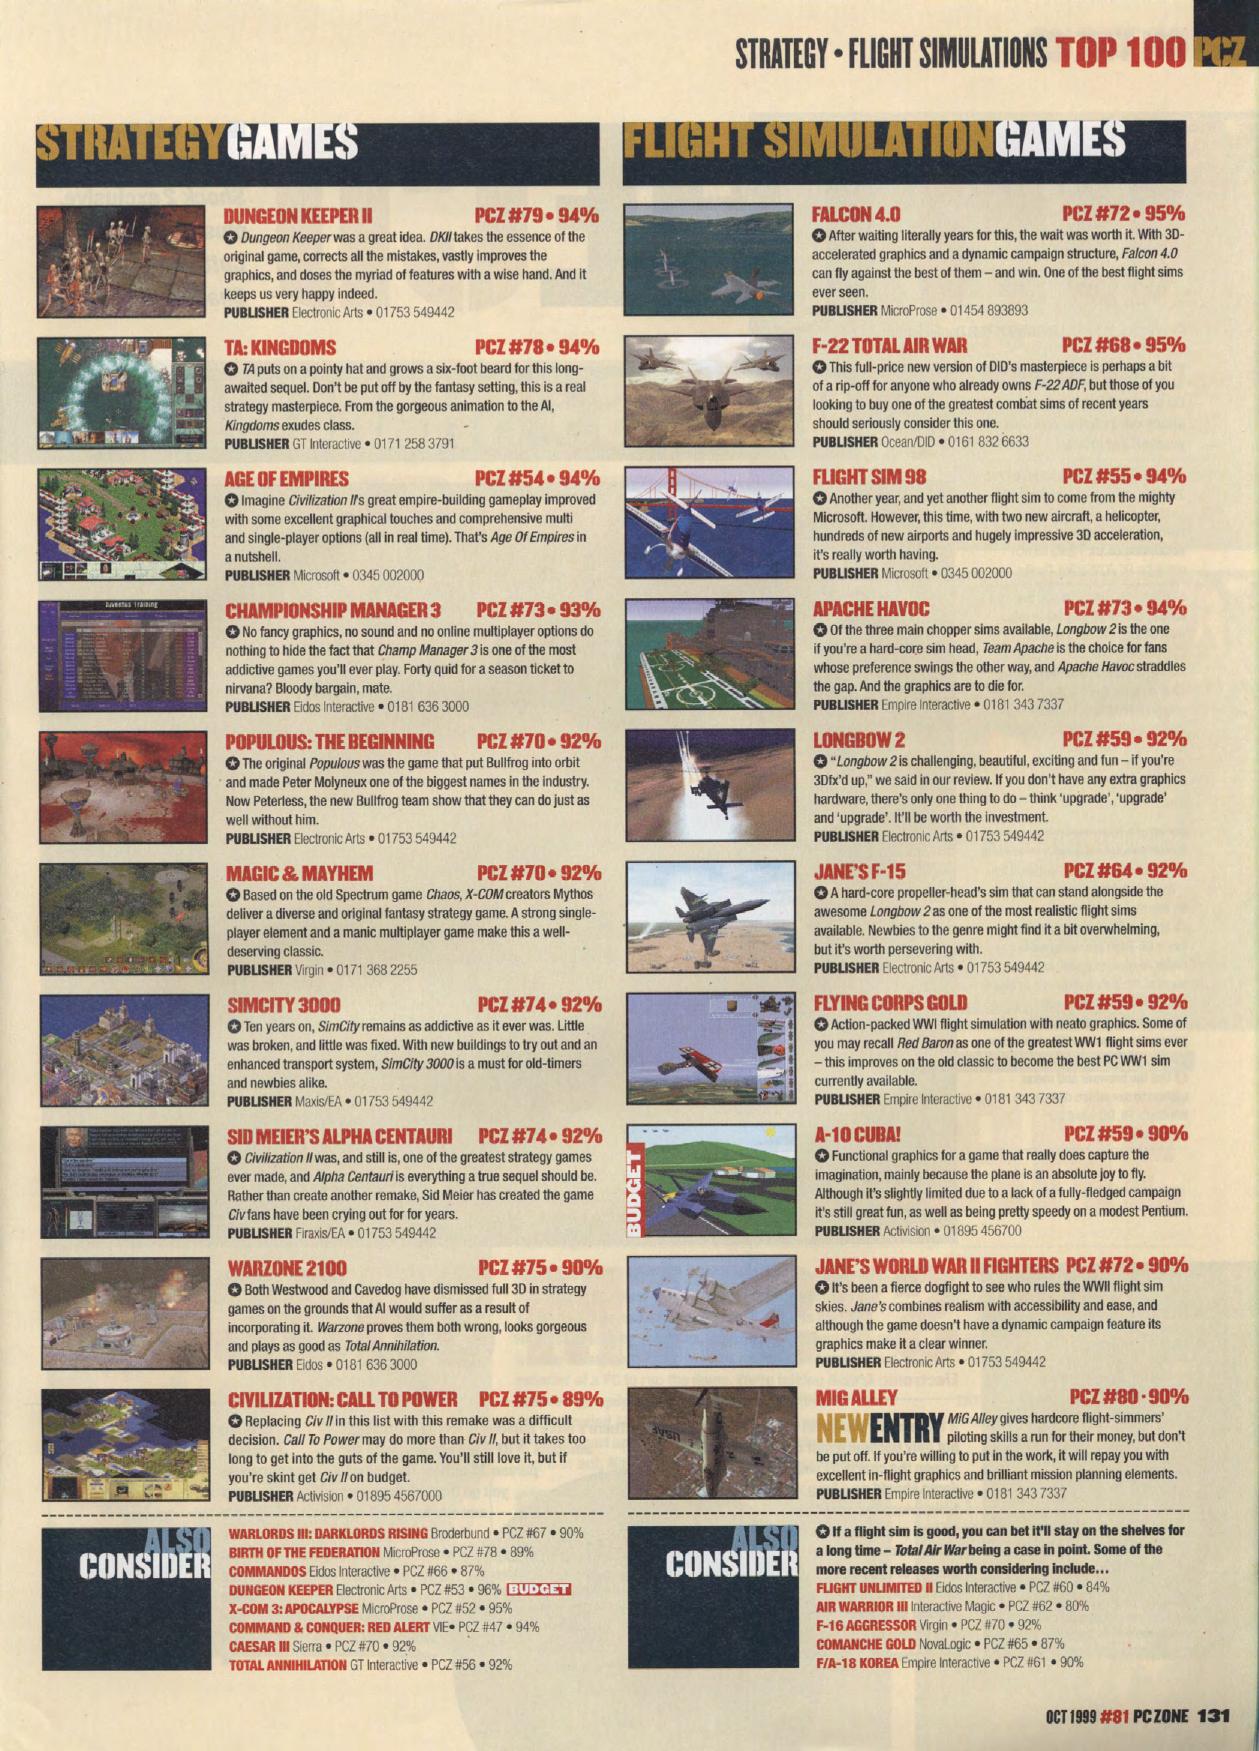 STRATEGY • FLIGHT SIMULATIONS TOP 100 PCZ
STRATEGYGAMES
DUNGEON KEEPER II PCZ #79 • 94%
Dungeon Keeper was a great idea. DKII takes the essence of the
original game, corrects all the mistakes, vastly improves the
graphics, and doses the myriad of features with a wise hand. And it
keeps us very happy indeed.
PUBLISHER Electronic Arts • 01753 549442
TA: KINGDOMS PCZ #78 • 94%
TA puts on a pointy hat and grows a six-foot beard for this long-
awaited sequel. Don't be put off by the fantasy setting, this is a real
strategy masterpiece. From the gorgeous animation to the AI,
Kingdoms exudes class.
PUBLISHER GT Interactive • 0171 258 3791
AGE OF EMPIRES PCZ #54 • 94%
Imagine Civilization II's great empire-building gameplay improved
with some excellent graphical touches and comprehensive multi
and single-player options (all in real time). That's Age Of Empires in
a nutshell.
PUBLISHER Microsoft • 0345 002000
Juventus Training
CHAMPIONSHIP MANAGER 3 PCZ #73 • 93%
No fancy graphics, no sound and no online multiplayer options do
nothing to hide the fact that Champ Manager 3 is one of the most
addictive games you'll ever play. Forty quid for a season ticket to
nirvana? Bloody bargain, mate.
PUBLISHER Eidos Interactive • 0181 636 3000
POPULOUS: THE BEGINNING PCZ #70 • 92%
The original Populous was the game that put Bullfrog into orbit
and made Peter Molyneux one of the biggest names in the industry.
Now Peterless, the new Bullfrog team show that they can do just as
well without him.
PUBLISHER Electronic Arts • 01753 549442
MAGIC & MAYHEM PCZ #70 • 92%
Based on the old Spectrum game Chaos, X-COM creators Mythos
deliver a diverse and original fantasy strategy game. A strong single-
player element and a manic multiplayer game make this a well-
deserving classic.
PUBLISHER Virgin • 0171 368 2255
SIMCITY 3000 PCZ #74 • 92%
Ten years on, SimCity remains as addictive as it ever was. Little
was broken, and little was fixed. With new buildings to try out and an
enhanced transport system, SimCity 3000 is a must for old-timers
and newbies alike.
PUBLISHER Maxis/EA • 01753 549442
SID MEIER'S ALPHA CENTAURI PCZ #74 • 92%
Civilization II was, and still is, one of the greatest strategy games
ever made, and Alpha Centauri is everything a true sequel should be.
Rather than create another remake, Sid Meier has created the game
Civ fans have been crying out for for years.
PUBLISHER Firaxis/EA • 01753 549442
WARZONE 2100 PCZ #75 • 90%
Both Westwood and Cavedog have dismissed full 3D in strategy
games on the grounds that AI would suffer as a result of
incorporating it. Warzone proves them both wrong, looks gorgeous
and plays as good as Total Annihilation.
PUBLISHER Eidos • 0181 636 3000
CIVILIZATION: CALL TO POWER PCZ #75 • 89%
Replacing Civ II in this list with this remake was a difficult
decision. Call To Power may do more than Civ II, but it takes too
long to get into the guts of the game. You'll still love it, but if
you're skint get Civ II on budget.
PUBLISHER Activision • 01895 4567000
ALSO
CONSIDER
WARLORDS III: DARKLORDS RISING Broderbund • PCZ #67 • 90%
BIRTH OF THE FEDERATION MicroProse • PCZ #78 • 89%
COMMANDOS Eidos Interactive • PCZ #66 • 87%
DUNGEON KEEPER Electronic Arts • PCZ #53 • 96% BUDGET
X-COM 3: APOCALYPSE MicroProse • PCZ #52 • 95%
COMMAND & CONQUER: RED ALERT VIE • PCZ #47 • 94%
CAESAR III Sierra • PCZ #70 • 92%
TOTAL ANNIHILATION GT Interactive • PCZ #56 • 92%
FLIGHT SIMULATIONGAMES
FALCON 4.0 PCZ #72 • 95%
After waiting literally years for this, the wait was worth it. With 3D-
accelerated graphics and a dynamic campaign structure, Falcon 4.0
can fly against the best of them – and win. One of the best flight sims
ever seen.
PUBLISHER MicroProse • 01454 893893
F-22 TOTAL AIR WAR PCZ #68 • 95%
This full-price new version of DID's masterpiece is perhaps a bit
of a rip-off for anyone who already owns F-22 ADF, but those of you
looking to buy one of the greatest combat sims of recent years
should seriously consider this one.
PUBLISHER Ocean/DID • 0161 832 6633
FLIGHT SIM 98 PCZ #55 • 94%
Another year, and yet another flight sim to come from the mighty
Microsoft. However, this time, with two new aircraft, a helicopter,
hundreds of new airports and hugely impressive 3D acceleration,
it's really worth having.
PUBLISHER Microsoft • 0345 002000
APACHE HAVOC PCZ #73 • 94%
Of the three main chopper sims available, Longbow 2 is the one
if you're a hard-core sim head, Team Apache is the choice for fans
whose preference swings the other way, and Apache Havoc straddles
the gap. And the graphics are to die for.
PUBLISHER Empire Interactive • 0181 343 7337
LONGBOW 2 PCZ #59 • 92%
"Longbow 2 is challenging, beautiful, exciting and fun – if you're
3Dfx'd up," we said in our review. If you don't have any extra graphics
hardware, there's only one thing to do – think 'upgrade', 'upgrade'
and 'upgrade'. It'll be worth the investment.
PUBLISHER Electronic Arts • 01753 549442
JANE'S F-15 PCZ #64 • 92%
A hard-core propeller-head's sim that can stand alongside the
awesome Longbow 2 as one of the most realistic flight sims
available. Newbies to the genre might find it a bit overwhelming,
but it's worth persevering with.
PUBLISHER Electronic Arts • 01753 549442
FLYING CORPS GOLD PCZ #59 • 92%
Action-packed WWI flight simulation with neato graphics. Some of
you may recall Red Baron as one of the greatest WW1 flight sims ever
– this improves on the old classic to become the best PC WW1 sim
currently available.
PUBLISHER Empire Interactive • 0181 343 7337
BUDGET
A-10 CUBA! PCZ #59 • 90%
Functional graphics for a game that really does capture the
imagination, mainly because the plane is an absolute joy to fly.
Although it's slightly limited due to a lack of a fully-fledged campaign
it's still great fun, as well as being pretty speedy on a modest Pentium.
PUBLISHER Activision • 01895 456700
JANE'S WORLD WAR II FIGHTERS PCZ #72 • 90%
It's been a fierce dogfight to see who rules the WWII flight sim
skies. Jane's combines realism with accessibility and ease, and
although the game doesn't have a dynamic campaign feature its
graphics make it a clear winner.
PUBLISHER Electronic Arts • 01753 549442
MIG ALLEY PCZ #80 • 90%
NEWENTRY MiG Alley gives hardcore flight-simmers'
piloting skills a run for their money, but don't
be put off. If you're willing to put in the work, it will repay you with
excellent in-flight graphics and brilliant mission planning elements.
PUBLISHER Empire Interactive • 0181 343 7337
ALSO
CONSIDER
If a flight sim is good, you can bet it'll stay on the shelves for
a long time – Total Air War being a case in point. Some of the
more recent releases worth considering include...
FLIGHT UNLIMITED II Eidos Interactive • PCZ #60 • 84%
AIR WARRIOR III Interactive Magic • PCZ #62 • 80%
F-16 AGGRESSOR Virgin • PCZ #70 • 92%
COMANCHE GOLD NovaLogic • PCZ #65 • 87%
F/A-18 KOREA Empire Interactive • PCZ #61 • 90%
OCT 1999 #81 PC ZONE 131